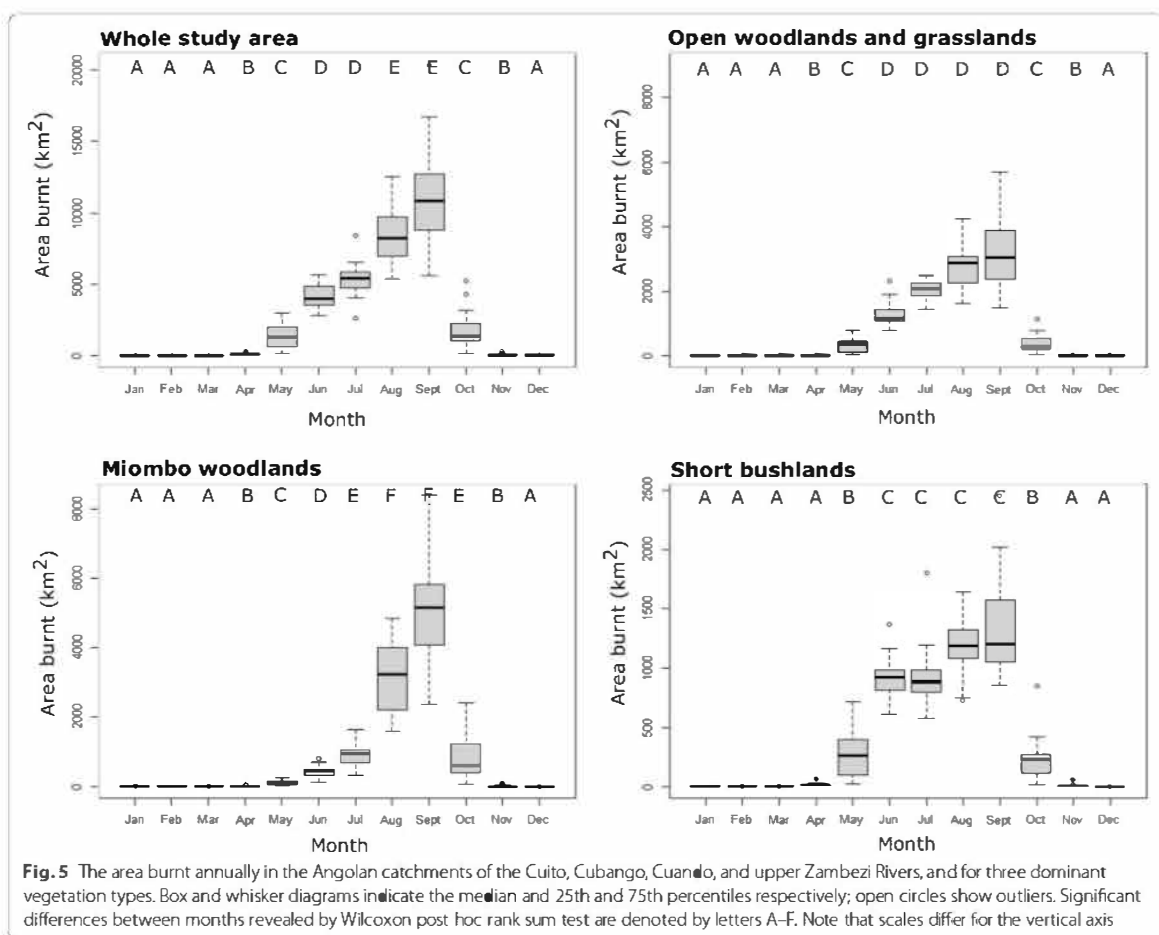 Whole study area
A A A B C D D E E C B A
Area burnt (km²)
20000
15000
10000
5000
0
Jan Feb Mar Apr May Jun Jul Aug Sept Oct Nov Dec
Month
Open woodlands and grasslands
A A A B C D D D D C B A
Area burnt (km²)
8000
6000
4000
2000
0
Jan Feb Mar Apr May Jun Jul Aug Sept Oct Nov Dec
Month
Miombo woodlands
A A A B C D E F F E B A
Area burnt (km²)
8000
6000
4000
2000
0
Jan Feb Mar Apr May Jun Jul Aug Sept Oct Nov Dec
Month
Short bushlands
A A A A B C C C C B A A
Area burnt (km²)
2500
2000
1500
1000
500
0
Jan Feb Mar Apr May Jun Jul Aug Sept Oct Nov Dec
Month
Fig. 5 The area burnt annually in the Angolan catchments of the Cuito, Cubango, Cuando, and upper Zambezi Rivers, and for three dominant
vegetation types. Box and whisker diagrams indicate the median and 25th and 75th percentiles respectively; open circles show outliers. Significant
differences between months revealed by Wilcoxon post hoc rank sum test are denoted by letters A–F. Note that scales differ for the vertical axis